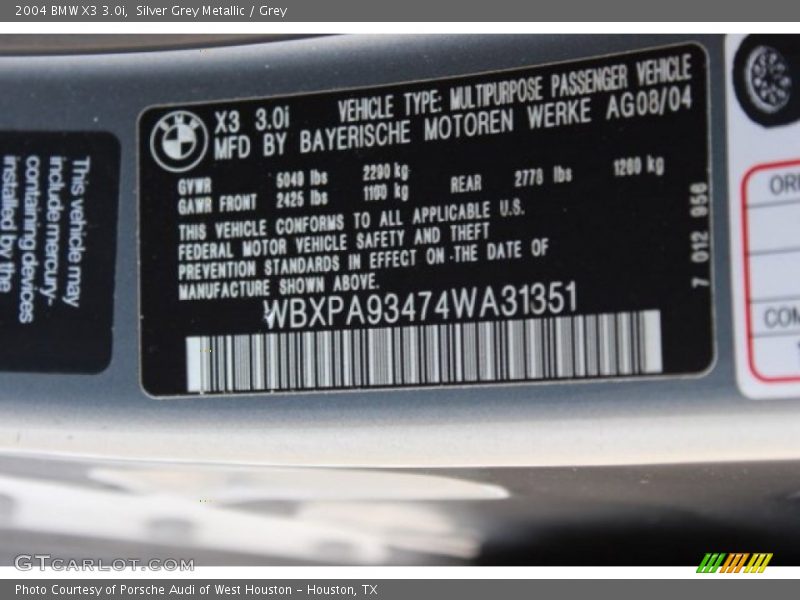 2004 BMW X3 3.0i,  Silver Grey Metallic / Grey
This vehicle may
include mercury-
containing devices
installed by the
BMW
X3 3.0i VEHICLE TYPE: MULTIPURPOSE PASSENGER VEHICLE
MFD BY BAYERISCHE MOTOREN WERKE AG08/04
GVWR 5040 lbs 2290 kg
GAWR FRONT 2425 lbs 1100 kg REAR 2778 lbs 1260 kg
THIS VEHICLE CONFORMS TO ALL APPLICABLE U.S.
FEDERAL MOTOR VEHICLE SAFETY AND THEFT
PREVENTION STANDARDS IN EFFECT ON THE DATE OF
MANUFACTURE SHOWN ABOVE.
WBXPA93474WA31351
7 012 956
GTCARLOT.COM
Photo Courtesy of Porsche Audi of West Houston – Houston, TX